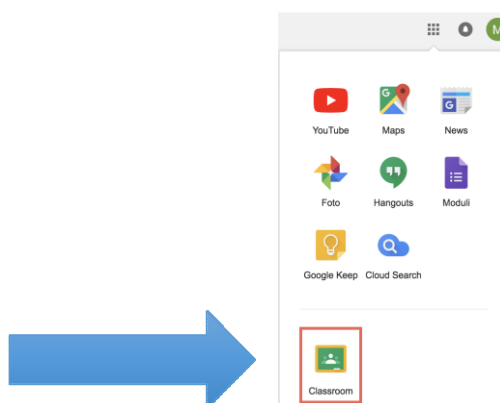 M
YouTube Maps News
Foto Hangouts Moduli
Google Keep Cloud Search
Classroom